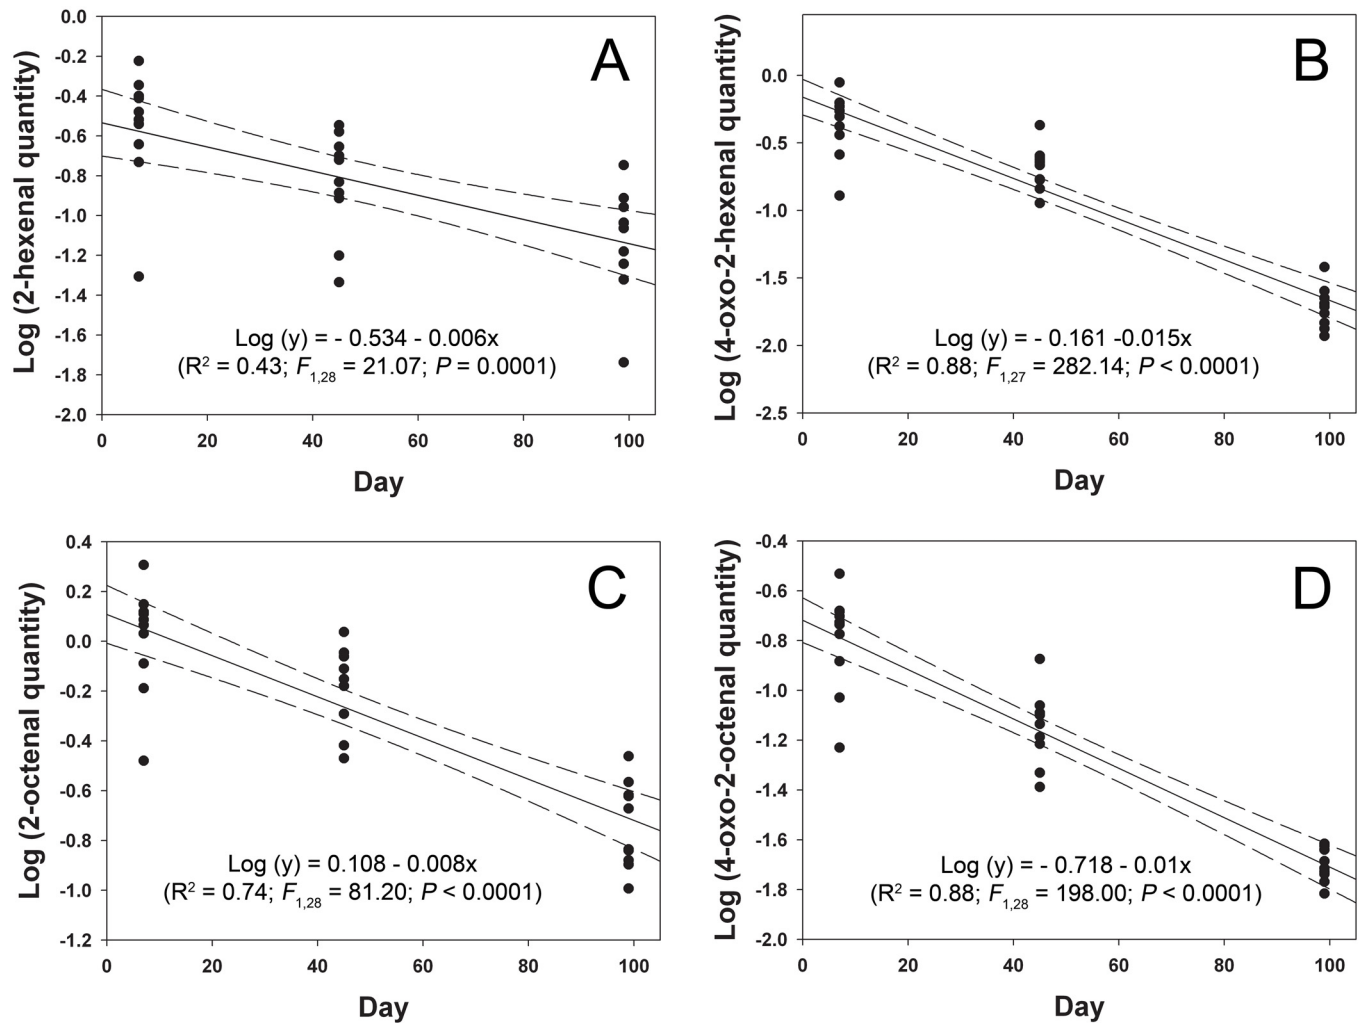 A
Log (2-hexenal quantity)
0.0
-0.2
-0.4
-0.6
-0.8
-1.0
-1.2
-1.4
-1.6
-1.8
-2.0
Log (y) = - 0.534 - 0.006x
(R² = 0.43; F1,28 = 21.07; P = 0.0001)
0 20 40 60 80 100
Day
B
Log (4-oxo-2-hexenal quantity)
0.0
-0.5
-1.0
-1.5
-2.0
-2.5
Log (y) = - 0.161 -0.015x
(R² = 0.88; F1,27 = 282.14; P < 0.0001)
0 20 40 60 80 100
Day
C
Log (2-octenal quantity)
0.4
0.2
0.0
-0.2
-0.4
-0.6
-0.8
-1.0
-1.2
Log (y) = 0.108 - 0.008x
(R² = 0.74; F1,28 = 81.20; P < 0.0001)
0 20 40 60 80 100
Day
D
Log (4-oxo-2-octenal quantity)
-0.4
-0.6
-0.8
-1.0
-1.2
-1.4
-1.6
-1.8
-2.0
Log (y) = - 0.718 - 0.01x
(R² = 0.88; F1,28 = 198.00; P < 0.0001)
0 20 40 60 80 100
Day